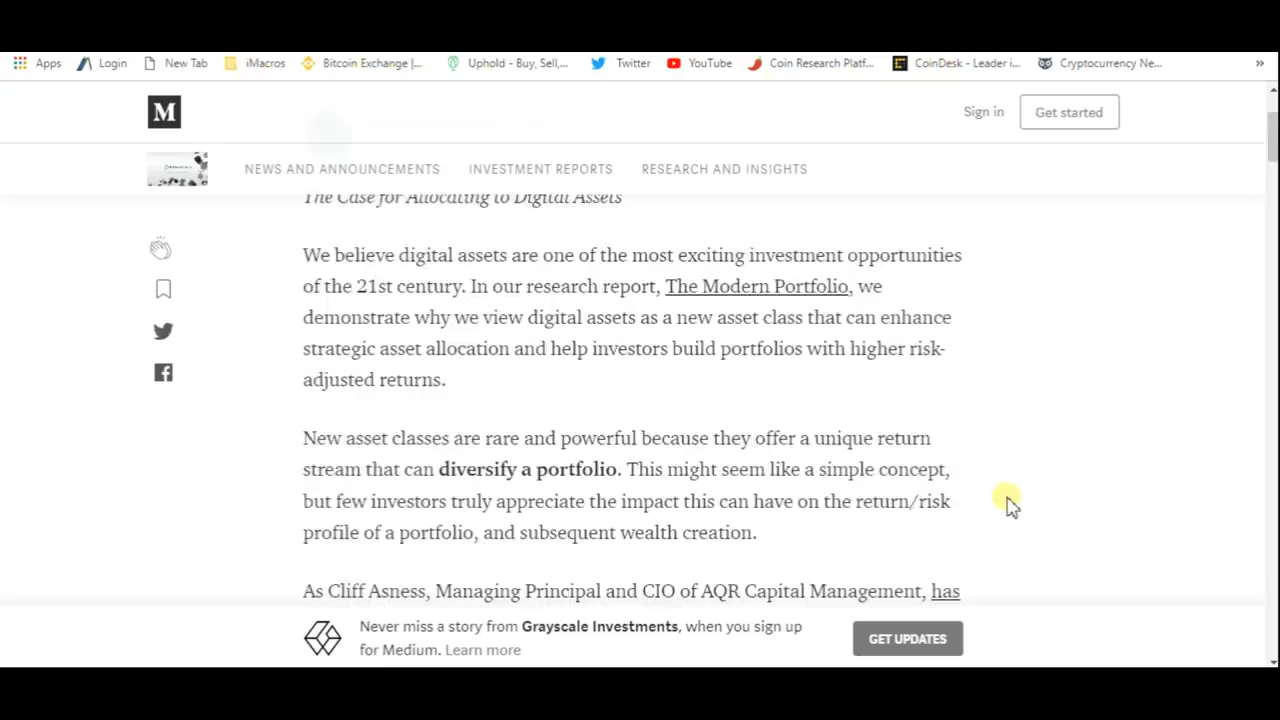 Apps Login New Tab iMacros Bitcoin Exchange |... Uphold - Buy, Sell,... Twitter YouTube Coin Research Platf... CoinDesk - Leader i... Cryptocurrency Ne... »
M Sign in Get started
NEWS AND ANNOUNCEMENTS INVESTMENT REPORTS RESEARCH AND INSIGHTS
The Case for Allocating to Digital Assets
We believe digital assets are one of the most exciting investment opportunities
of the 21st century. In our research report, The Modern Portfolio, we
demonstrate why we view digital assets as a new asset class that can enhance
strategic asset allocation and help investors build portfolios with higher risk-
adjusted returns.
New asset classes are rare and powerful because they offer a unique return
stream that can diversify a portfolio. This might seem like a simple concept,
but few investors truly appreciate the impact this can have on the return/risk
profile of a portfolio, and subsequent wealth creation.
As Cliff Asness, Managing Principal and CIO of AQR Capital Management, has
Never miss a story from Grayscale Investments, when you sign up
for Medium. Learn more
GET UPDATES